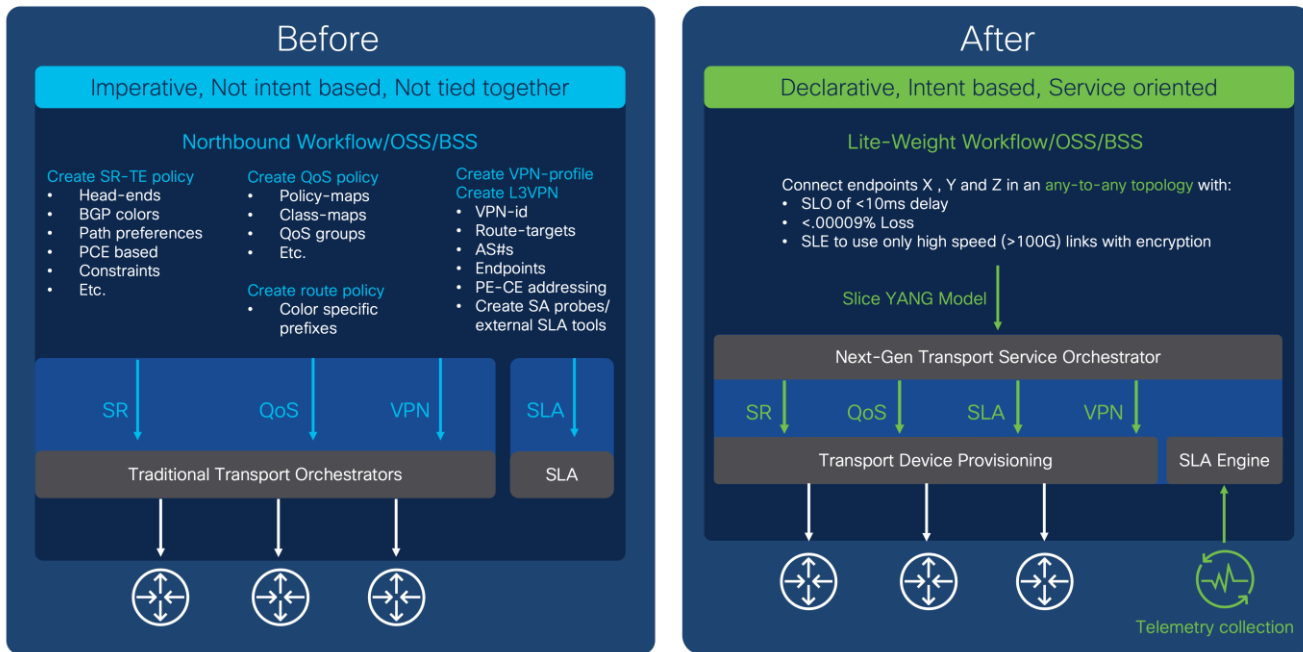 Before
Imperative, Not intent based, Not tied together
Northbound Workflow/OSS/BSS
Create SR-TE policy
• Head-ends
• BGP colors
• Path preferences
• PCE based
• Constraints
• Etc.
Create QoS policy
• Policy-maps
• Class-maps
• QoS groups
• Etc.
Create route policy
• Color specific
prefixes
Create VPN-profile
Create L3VPN
• VPN-id
• Route-targets
• AS#s
• Endpoints
• PE-CE addressing
• Create SA probes/
external SLA tools
SR
QoS
VPN
SLA
Traditional Transport Orchestrators
SLA
After
Declarative, Intent based, Service oriented
Lite-Weight Workflow/OSS/BSS
Connect endpoints X , Y and Z in an any-to-any topology with:
• SLO of <10ms delay
• <.00009% Loss
• SLE to use only high speed (>100G) links with encryption
Slice YANG Model
Next-Gen Transport Service Orchestrator
SR
QoS
SLA
VPN
Transport Device Provisioning
SLA Engine
Telemetry collection